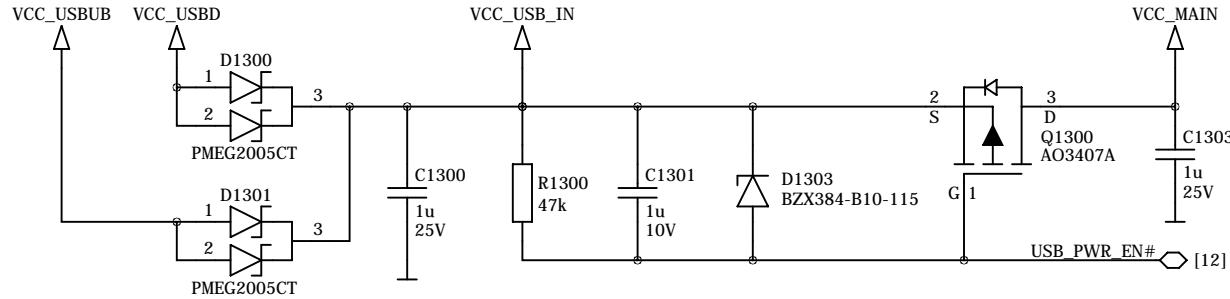 VCC_USBUB
VCC_USBD
VCC_USB_IN
VCC_MAIN
D1300
1
2
3
PMEG2005CT
D1301
1
2
3
PMEG2005CT
C1300
1u
25V
R1300
47k
C1301
1u
10V
D1303
BZX384-B10-115
2
S
3
D
Q1300
AO3407A
G
1
C1303
1u
25V
USB_PWR_EN#
[12]